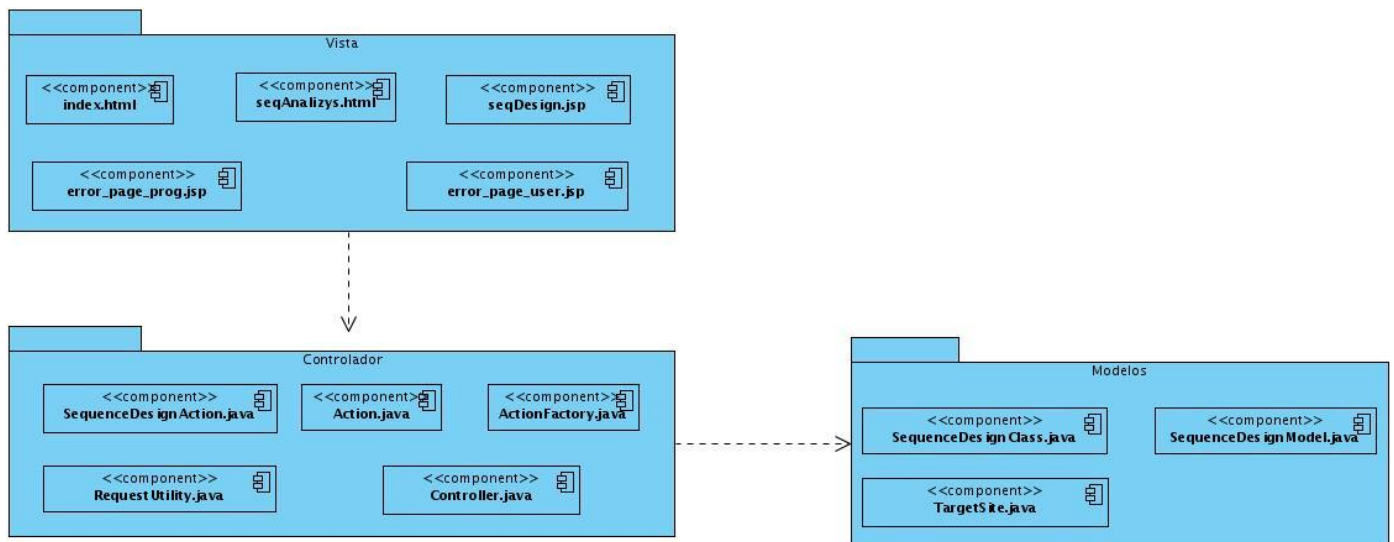 Vista
<<component>>
index.html
<<component>>
seqAnalizys.html
<<component>>
seqDesign.jsp
<<component>>
error_page_prog.jsp
<<component>>
error_page_user.jsp
Controlador
<<component>>
SequenceDesignAction.java
<<component>>
Action.java
<<component>>
ActionFactory.java
<<component>>
RequestUtility.java
<<component>>
Controller.java
Modelos
<<component>>
SequenceDesignClass.java
<<component>>
SequenceDesignModel.java
<<component>>
TargetSite.java